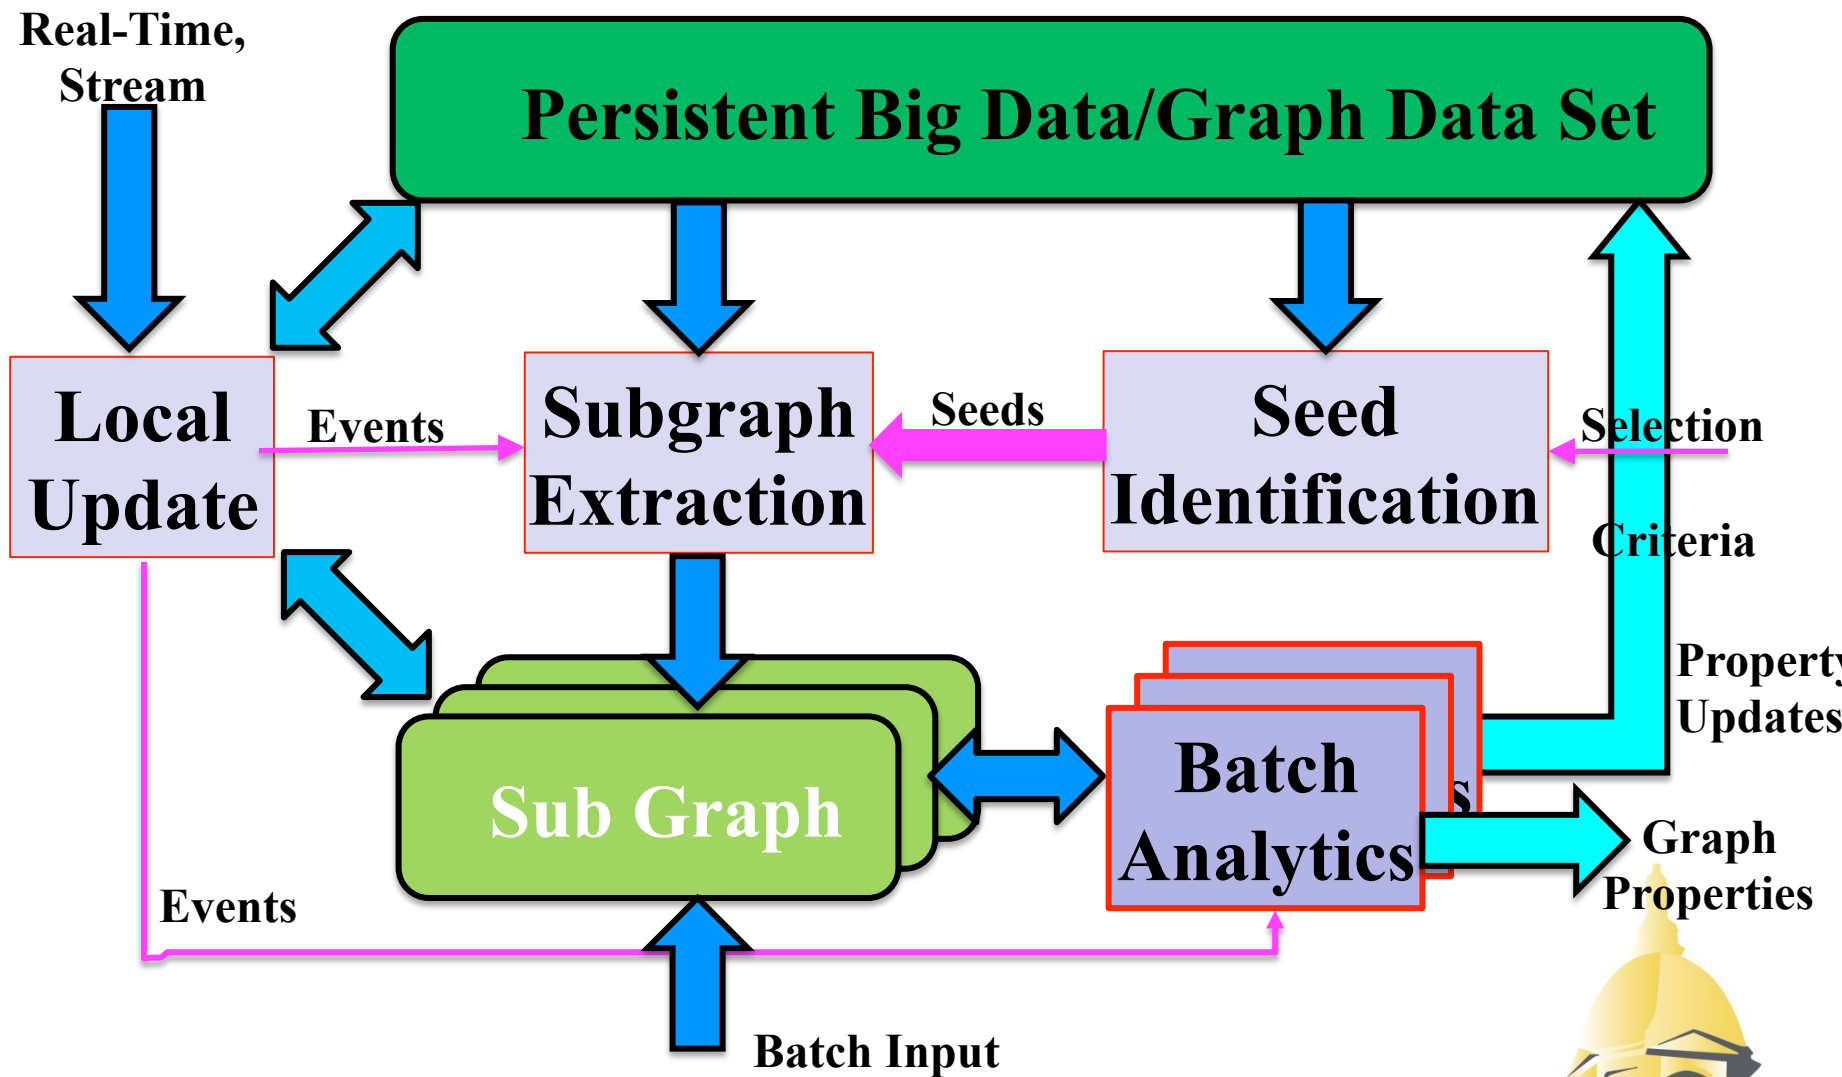 Real-Time,
Stream
Persistent Big Data/Graph Data Set
Local
Update
Events
Subgraph
Extraction
Seeds
Seed
Identification
Selection
Criteria
Property
Updates
Sub Graph
Batch
Analytics
s
Graph
Properties
Events
Batch Input